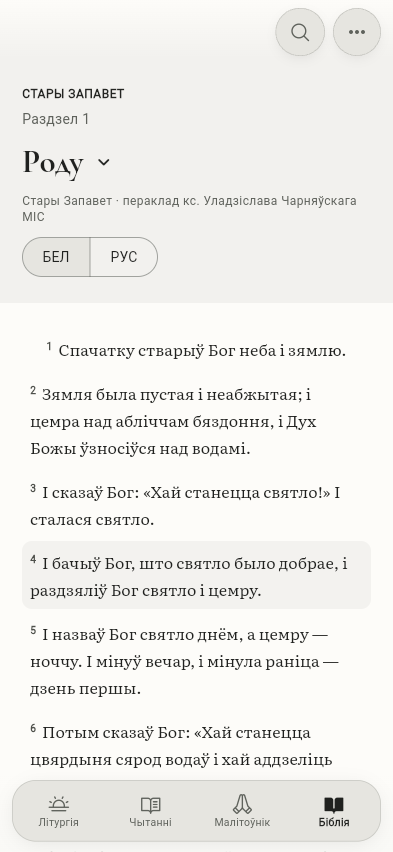 СТАРЫ ЗАПАВЕТ
Раздзел 1
Роду
Стары Запавет · пераклад кс. Уладзіслава Чарняўскага
МІС
БЕЛ РУС
1 Спачатку стварыў Бог неба і зямлю.
2 Зямля была пустая і неабжытая; і
цемра над абліччам бяздоння, і Дух
Божы ўзносіўся над водамі.
3 І сказаў Бог: «Хай станецца святло!» І
сталася святло.
4 І бачыў Бог, што святло было добрае, і
раздзяліў Бог святло і цемру.
5 І назваў Бог святло днём, а цемру —
ноччу. І мінуў вечар, і мінула раніца —
дзень першы.
6 Потым сказаў Бог: «Хай станецца
цвярдыня сярод водаў і хай аддзеліць
Літургія Чытанні Малітоўнік Біблія